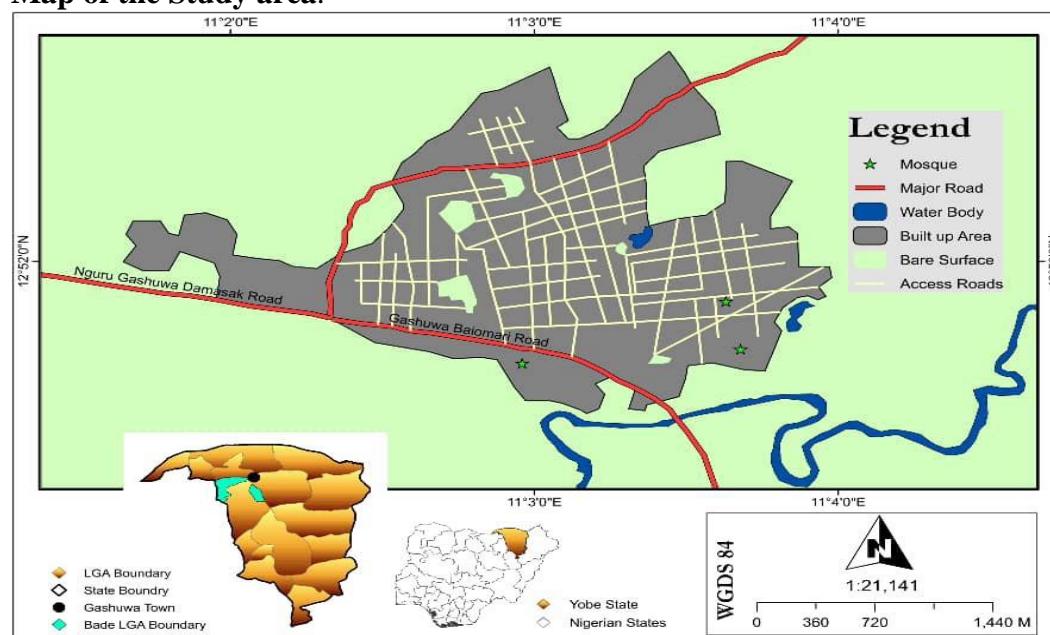 Map of the Study area:
11°2'0"E 11°3'0"E 11°4'0"E
12°52'0"N
Nguru Gashuwa Damasak Road
Gashuwa Baiomari Road
Legend
Mosque
Major Road
Water Body
Built up Area
Bare Surface
Access Roads
11°3'0"E 11°4'0"E
LGA Boundary
State Boundry
Gashuwa Town
Bade LGA Boundary
Yobe State
Nigerian States
WGDS 84
N
1:21,141
0 360 720 1,440 M